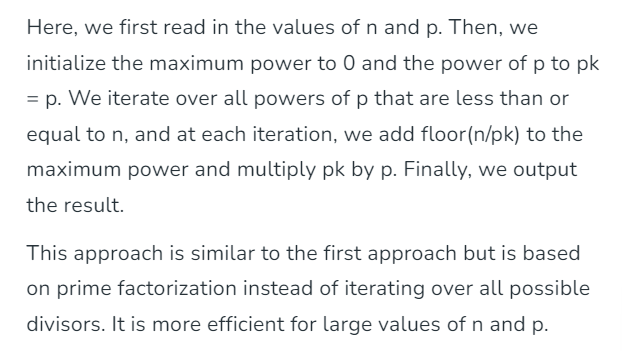 Here, we first read in the values of n and p. Then, we
initialize the maximum power to 0 and the power of p to pk
= p. We iterate over all powers of p that are less than or
equal to n, and at each iteration, we add floor(n/pk) to the
maximum power and multiply pk by p. Finally, we output
the result.
This approach is similar to the first approach but is based
on prime factorization instead of iterating over all possible
divisors. It is more efficient for large values of n and p.